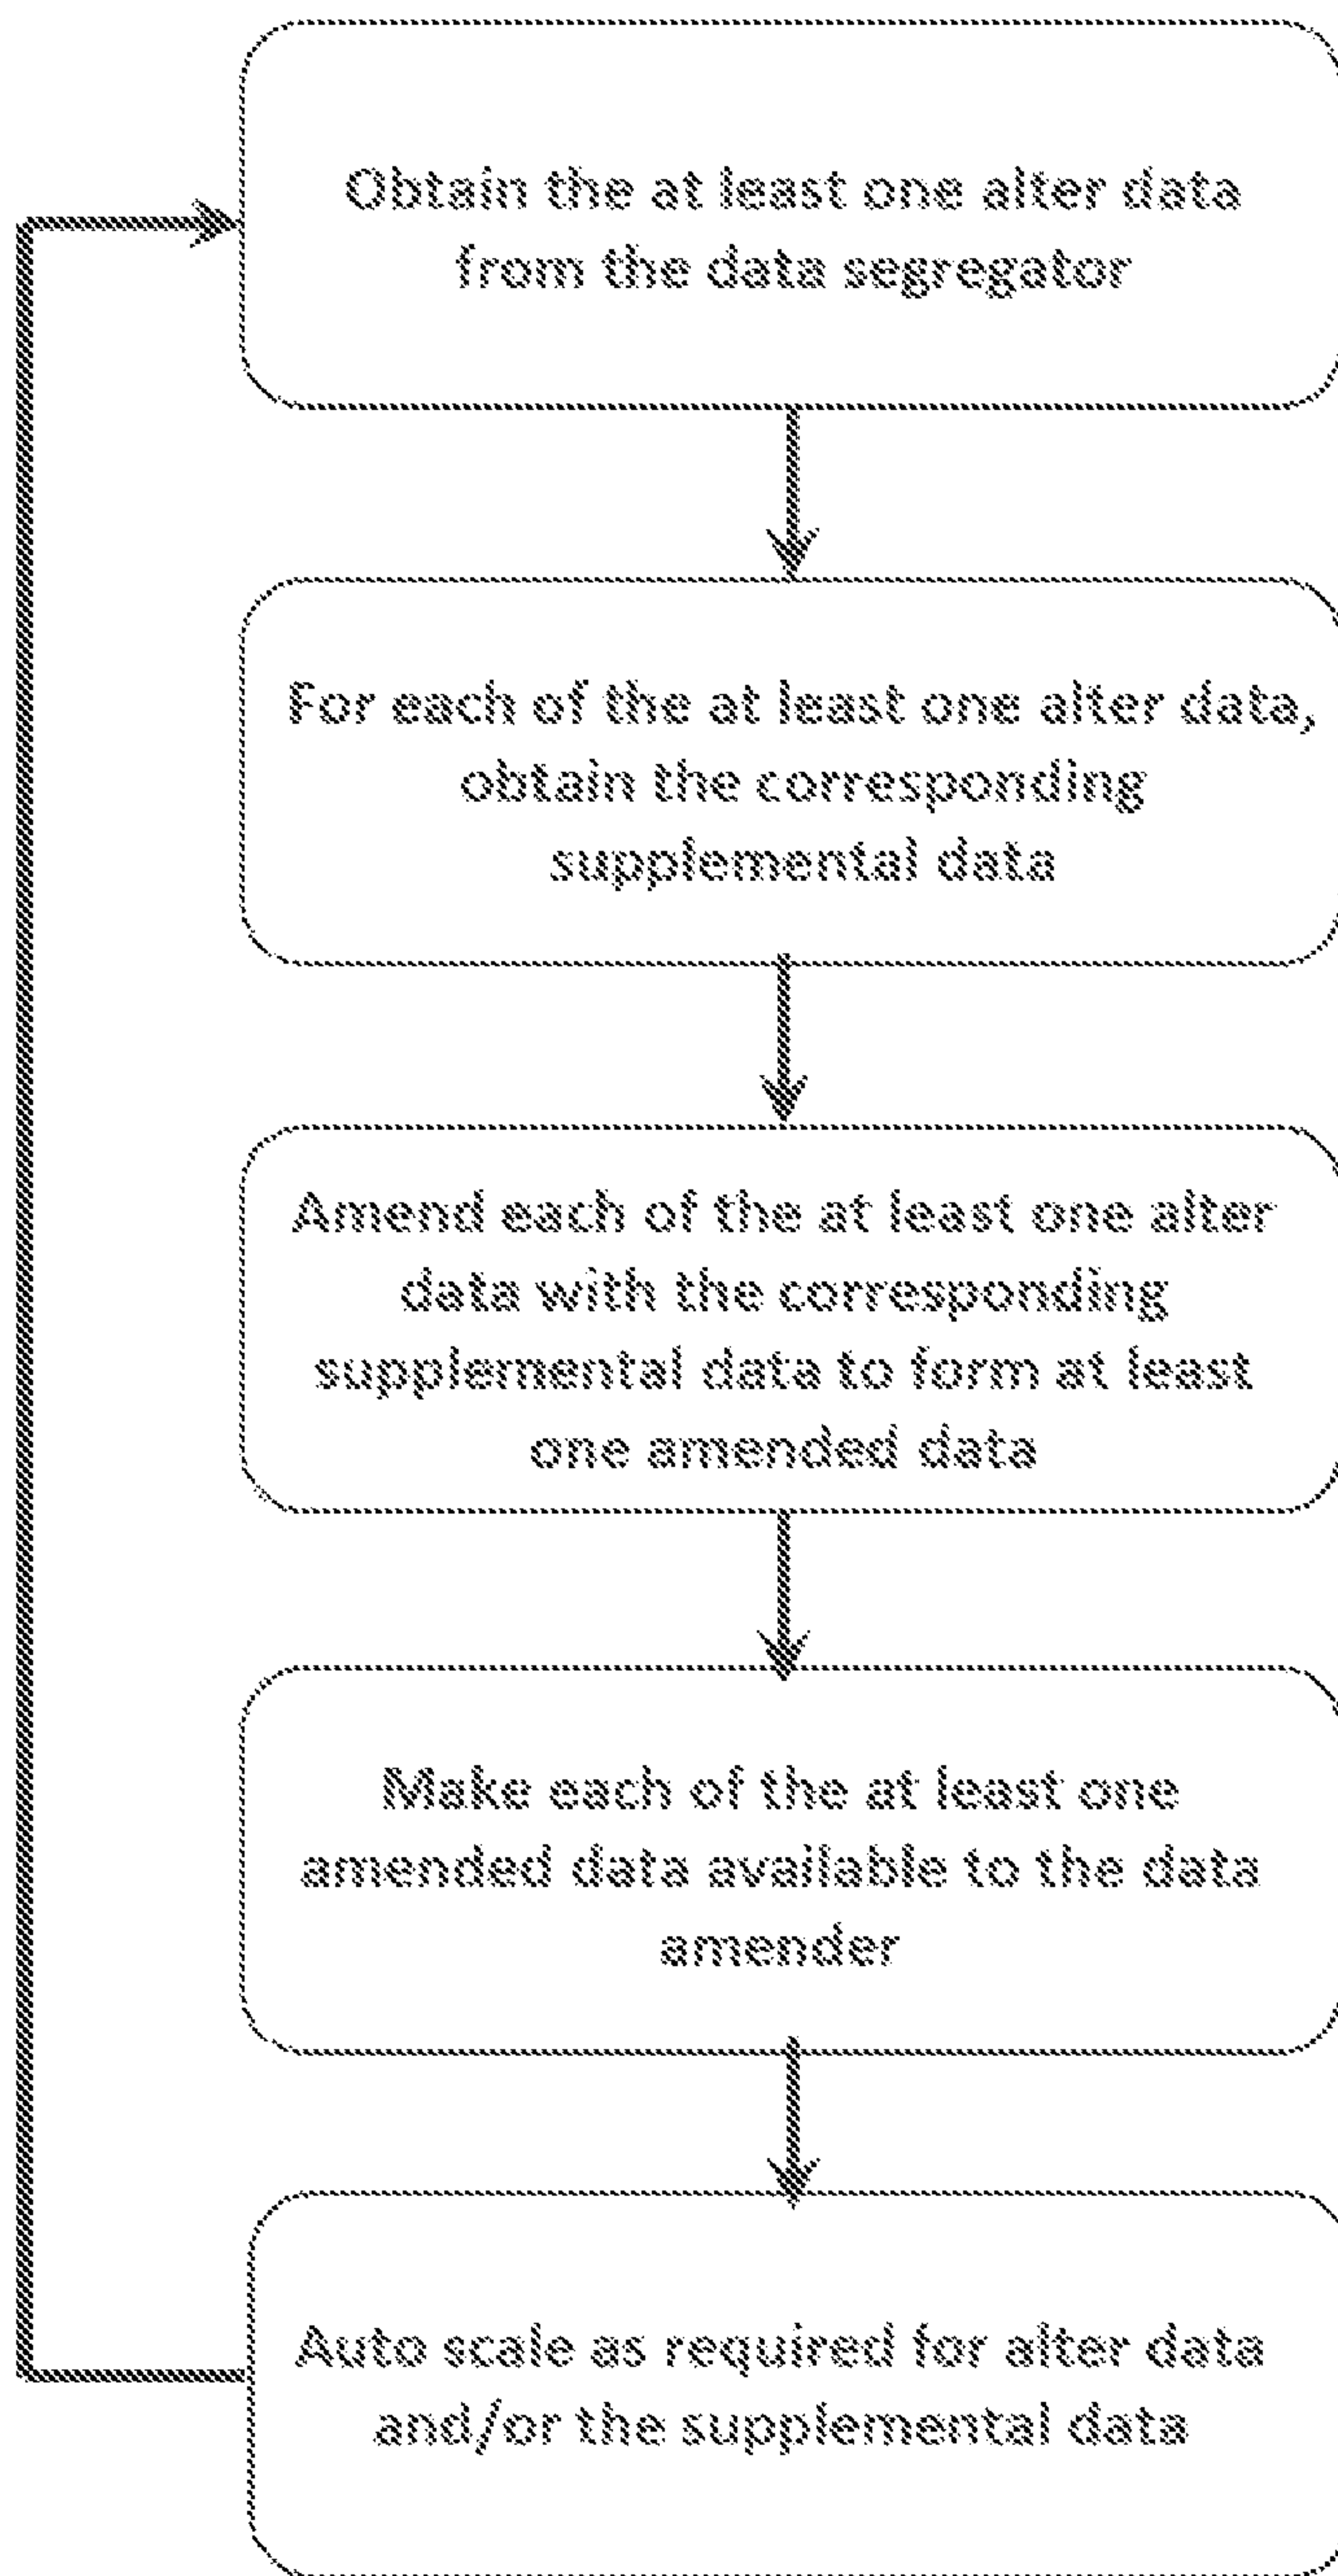 Obtain the at least one alter data
from the data segregator
For each of the at least one alter data,
obtain the corresponding
supplemental data
Amend each of the at least one alter
data with the corresponding
supplemental data to form at least
one amended data
Make each of the at least one
amended data available to the data
amender
Auto scale as required for alter data
and/or the supplemental data